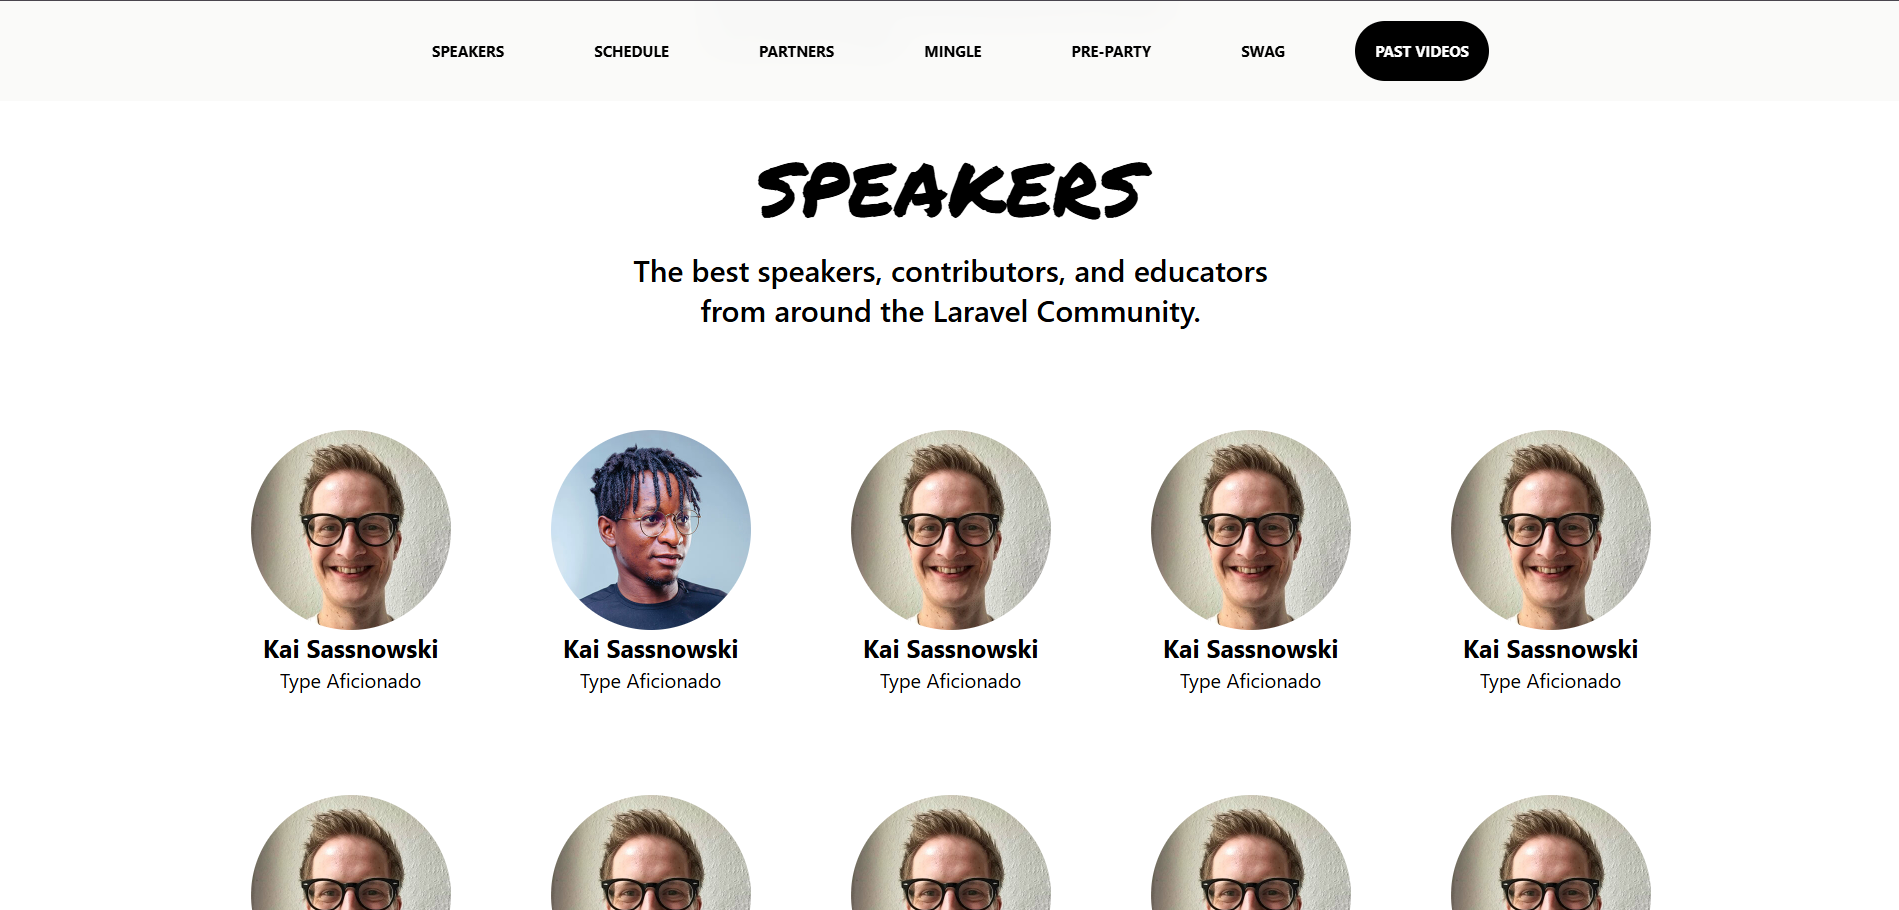 SPEAKERS SCHEDULE PARTNERS MINGLE PRE-PARTY SWAG PAST VIDEOS
SPEAKERS
The best speakers, contributors, and educators
from around the Laravel Community.
Kai Sassnowski Kai Sassnowski Kai Sassnowski Kai Sassnowski Kai Sassnowski
Type Aficionado Type Aficionado Type Aficionado Type Aficionado Type Aficionado